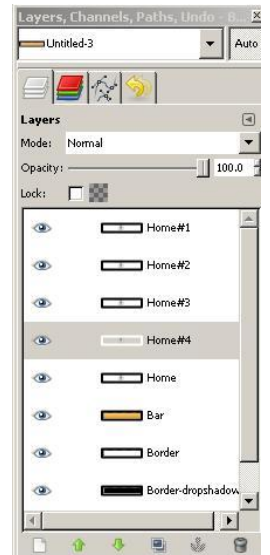 Layers, Channels, Paths, Undo - B...
Untitled-3
Auto
Layers
Mode: Normal
Opacity: 100.0
Lock:
Home#1
Home#2
Home#3
Home#4
Home
Bar
Border
Border-dropshadow